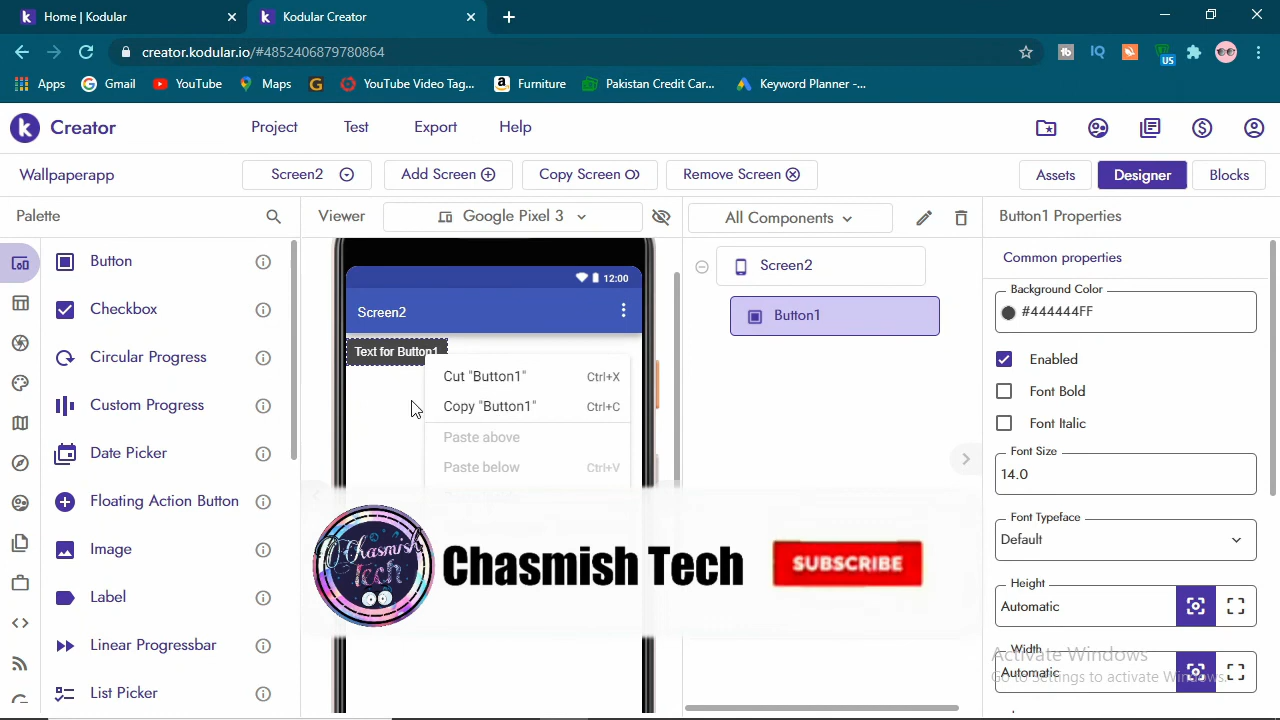 Home | Kodular
Kodular Creator
creator.kodular.io/#4852406879780864
IQ
US
Apps
Gmail
YouTube
Maps
YouTube Video Tag...
Furniture
Pakistan Credit Car...
Keyword Planner -...
Creator
Project
Test
Export
Help
Wallpaperapp
Screen2
Add Screen
Copy Screen
Remove Screen
Assets
Designer
Blocks
Palette
Viewer
Google Pixel 3
All Components
Button1 Properties
Button
Checkbox
Circular Progress
Custom Progress
Date Picker
Floating Action Button
Image
Label
Linear Progressbar
List Picker
12:00
Screen2
Text for Button1
Cut "Button1" Ctrl+X
Copy "Button1" Ctrl+C
Paste above
Paste below Ctrl+V
Screen2
Button1
Common properties
Background Color
#444444FF
Enabled
Font Bold
Font Italic
Font Size
14.0
Font Typeface
Default
Height
Automatic
Width
Automatic
Chasmish Tech
Chasmish Tech
SUBSCRIBE
Activate Windows
Go to Settings to activate Windows.